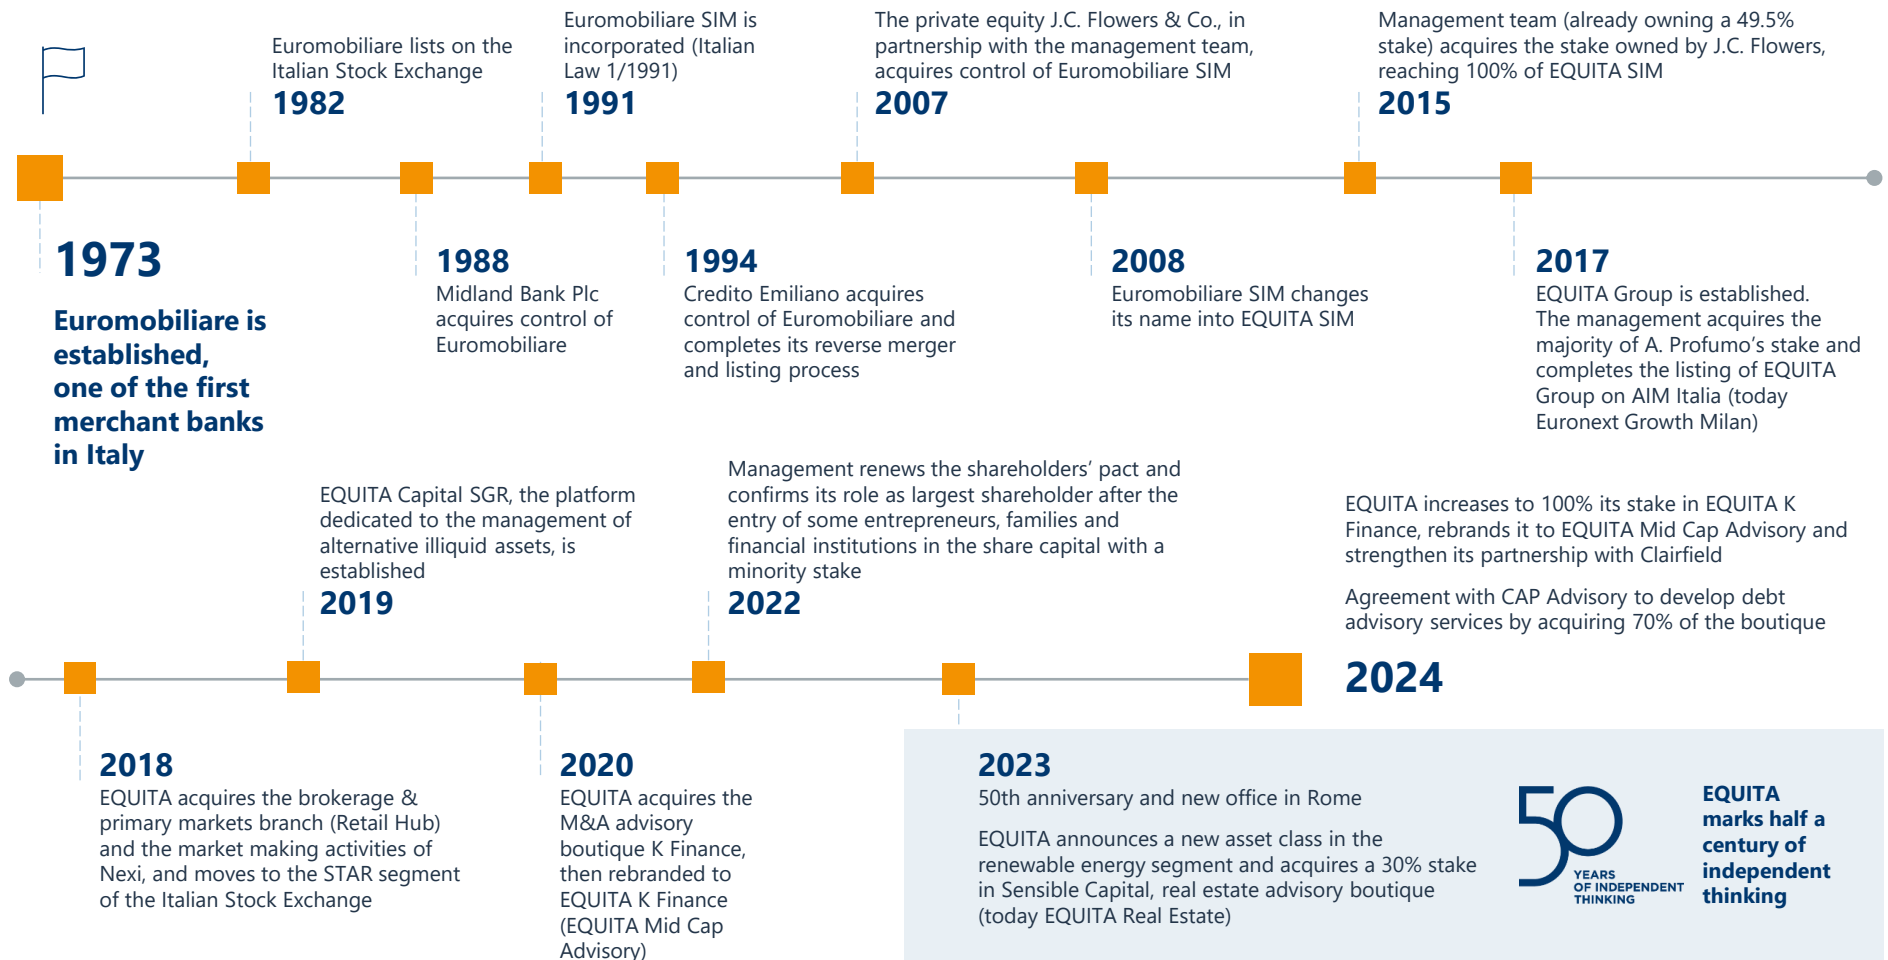 Euromobiliare lists on the
Italian Stock Exchange
1982
Euromobiliare SIM is
incorporated (Italian
Law 1/1991)
1991
The private equity J.C. Flowers & Co., in
partnership with the management team,
acquires control of Euromobiliare SIM
2007
Management team (already owning a 49.5%
stake) acquires the stake owned by J.C. Flowers,
reaching 100% of EQUITA SIM
2015
1973
Euromobiliare is
established,
one of the first
merchant banks
in Italy
1988
Midland Bank Plc
acquires control of
Euromobiliare
1994
Credito Emiliano acquires
control of Euromobiliare and
completes its reverse merger
and listing process
2008
Euromobiliare SIM changes
its name into EQUITA SIM
2017
EQUITA Group is established.
The management acquires the
majority of A. Profumo’s stake and
completes the listing of EQUITA
Group on AIM Italia (today
Euronext Growth Milan)
EQUITA Capital SGR, the platform
dedicated to the management of
alternative illiquid assets, is
established
2019
Management renews the shareholders’ pact and
confirms its role as largest shareholder after the
entry of some entrepreneurs, families and
financial institutions in the share capital with a
minority stake
2022
EQUITA increases to 100% its stake in EQUITA K
Finance, rebrands it to EQUITA Mid Cap Advisory and
strengthen its partnership with Clairfield
Agreement with CAP Advisory to develop debt
advisory services by acquiring 70% of the boutique
2024
2018
EQUITA acquires the brokerage &
primary markets branch (Retail Hub)
and the market making activities of
Nexi, and moves to the STAR segment
of the Italian Stock Exchange
2020
EQUITA acquires the
M&A advisory
boutique K Finance,
then rebranded to
EQUITA K Finance
(EQUITA Mid Cap
Advisory)
2023
50th anniversary and new office in Rome
EQUITA announces a new asset class in the
renewable energy segment and acquires a 30% stake
in Sensible Capital, real estate advisory boutique
(today EQUITA Real Estate)
50
YEARS
OF INDEPENDENT
THINKING
EQUITA
marks half a
century of
independent
thinking